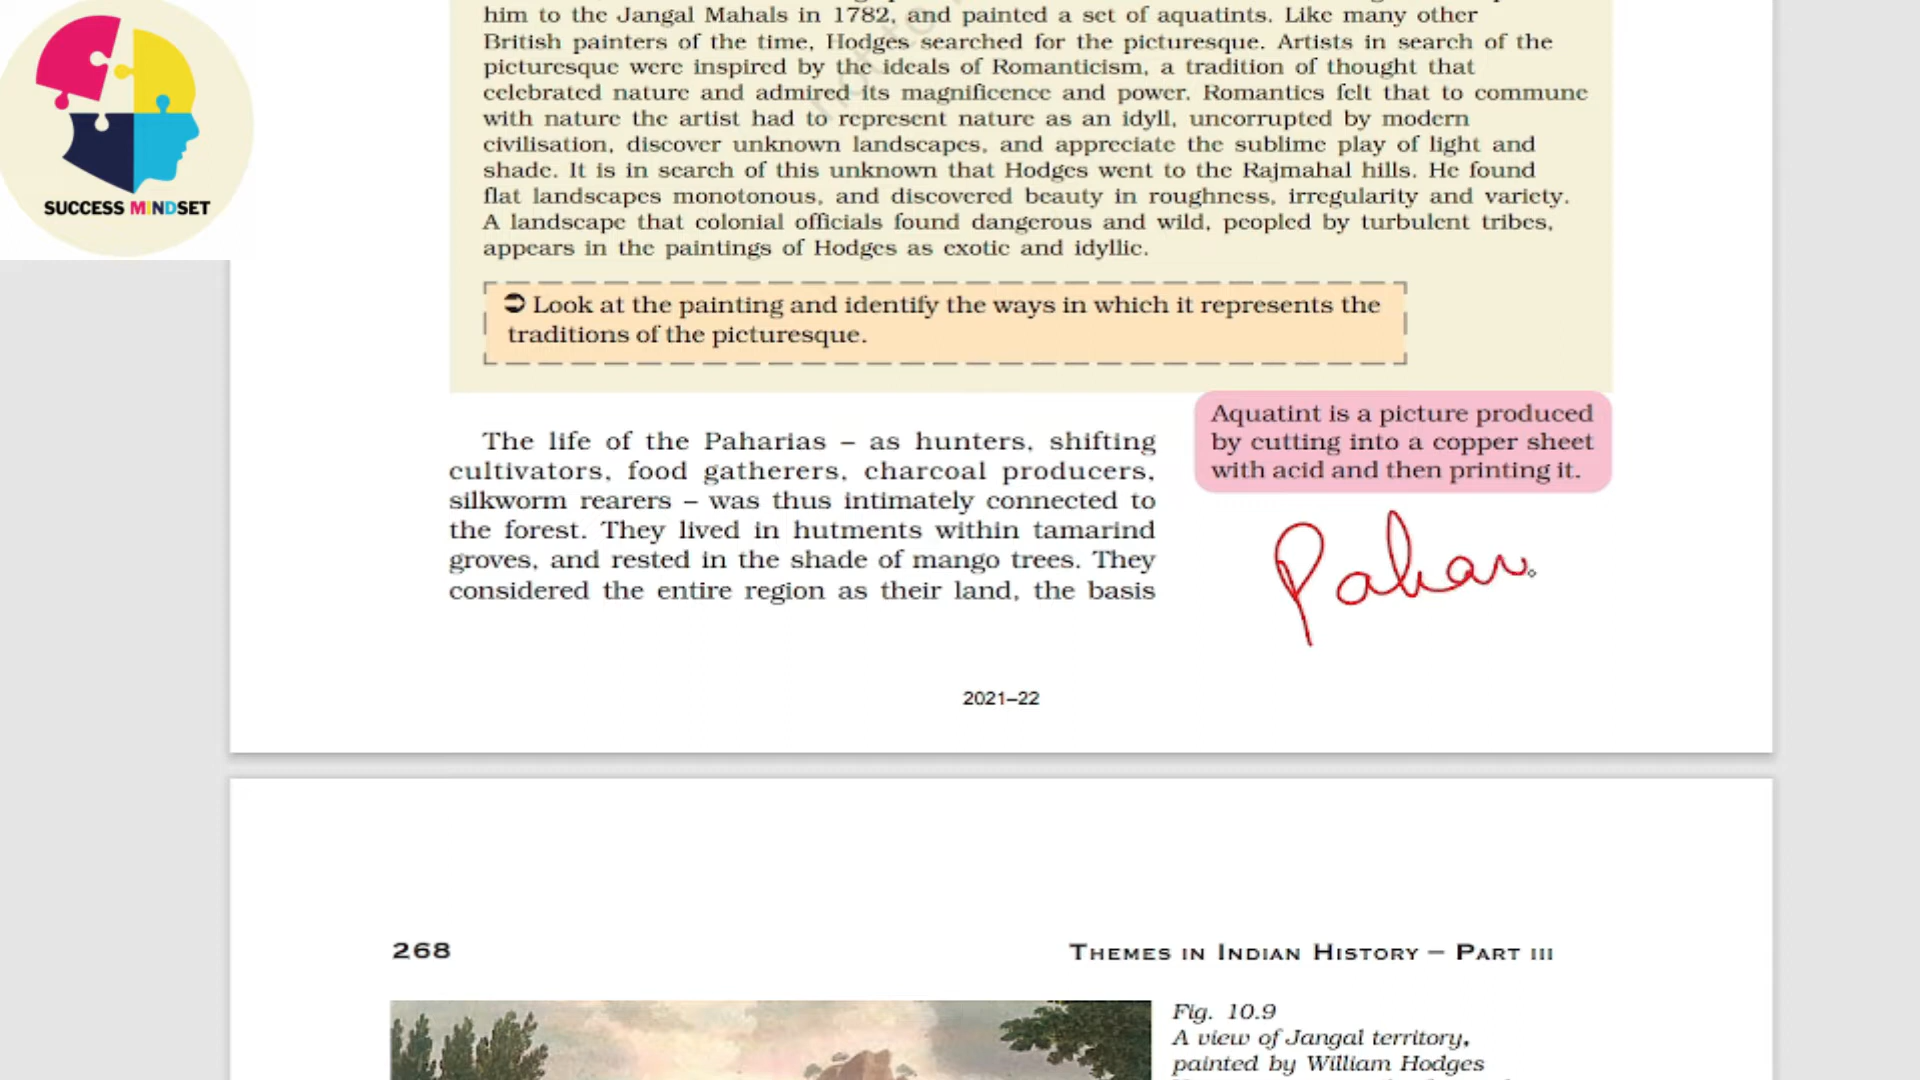 him to the Jangal Mahals in 1782, and painted a set of aquatints. Like many other
British painters of the time, Hodges searched for the picturesque. Artists in search of the
picturesque were inspired by the ideals of Romanticism, a tradition of thought that
celebrated nature and admired its magnificence and power. Romantics felt that to commune
with nature the artist had to represent nature as an idyll, uncorrupted by modern
civilisation, discover unknown landscapes, and appreciate the sublime play of light and
shade. It is in search of this unknown that Hodges went to the Rajmahal hills. He found
flat landscapes monotonous, and discovered beauty in roughness, irregularity and variety.
A landscape that colonial officials found dangerous and wild, peopled by turbulent tribes,
appears in the paintings of Hodges as exotic and idyllic.
SUCCESS MINDSET
➲ Look at the painting and identify the ways in which it represents the
traditions of the picturesque.
Aquatint is a picture produced
by cutting into a copper sheet
with acid and then printing it.
The life of the Paharias – as hunters, shifting
cultivators, food gatherers, charcoal producers,
silkworm rearers – was thus intimately connected to
the forest. They lived in hutments within tamarind
groves, and rested in the shade of mango trees. They
considered the entire region as their land, the basis
Pahar
2021–22
268
THEMES IN INDIAN HISTORY – PART III
Fig. 10.9
A view of Jangal territory,
painted by William Hodges